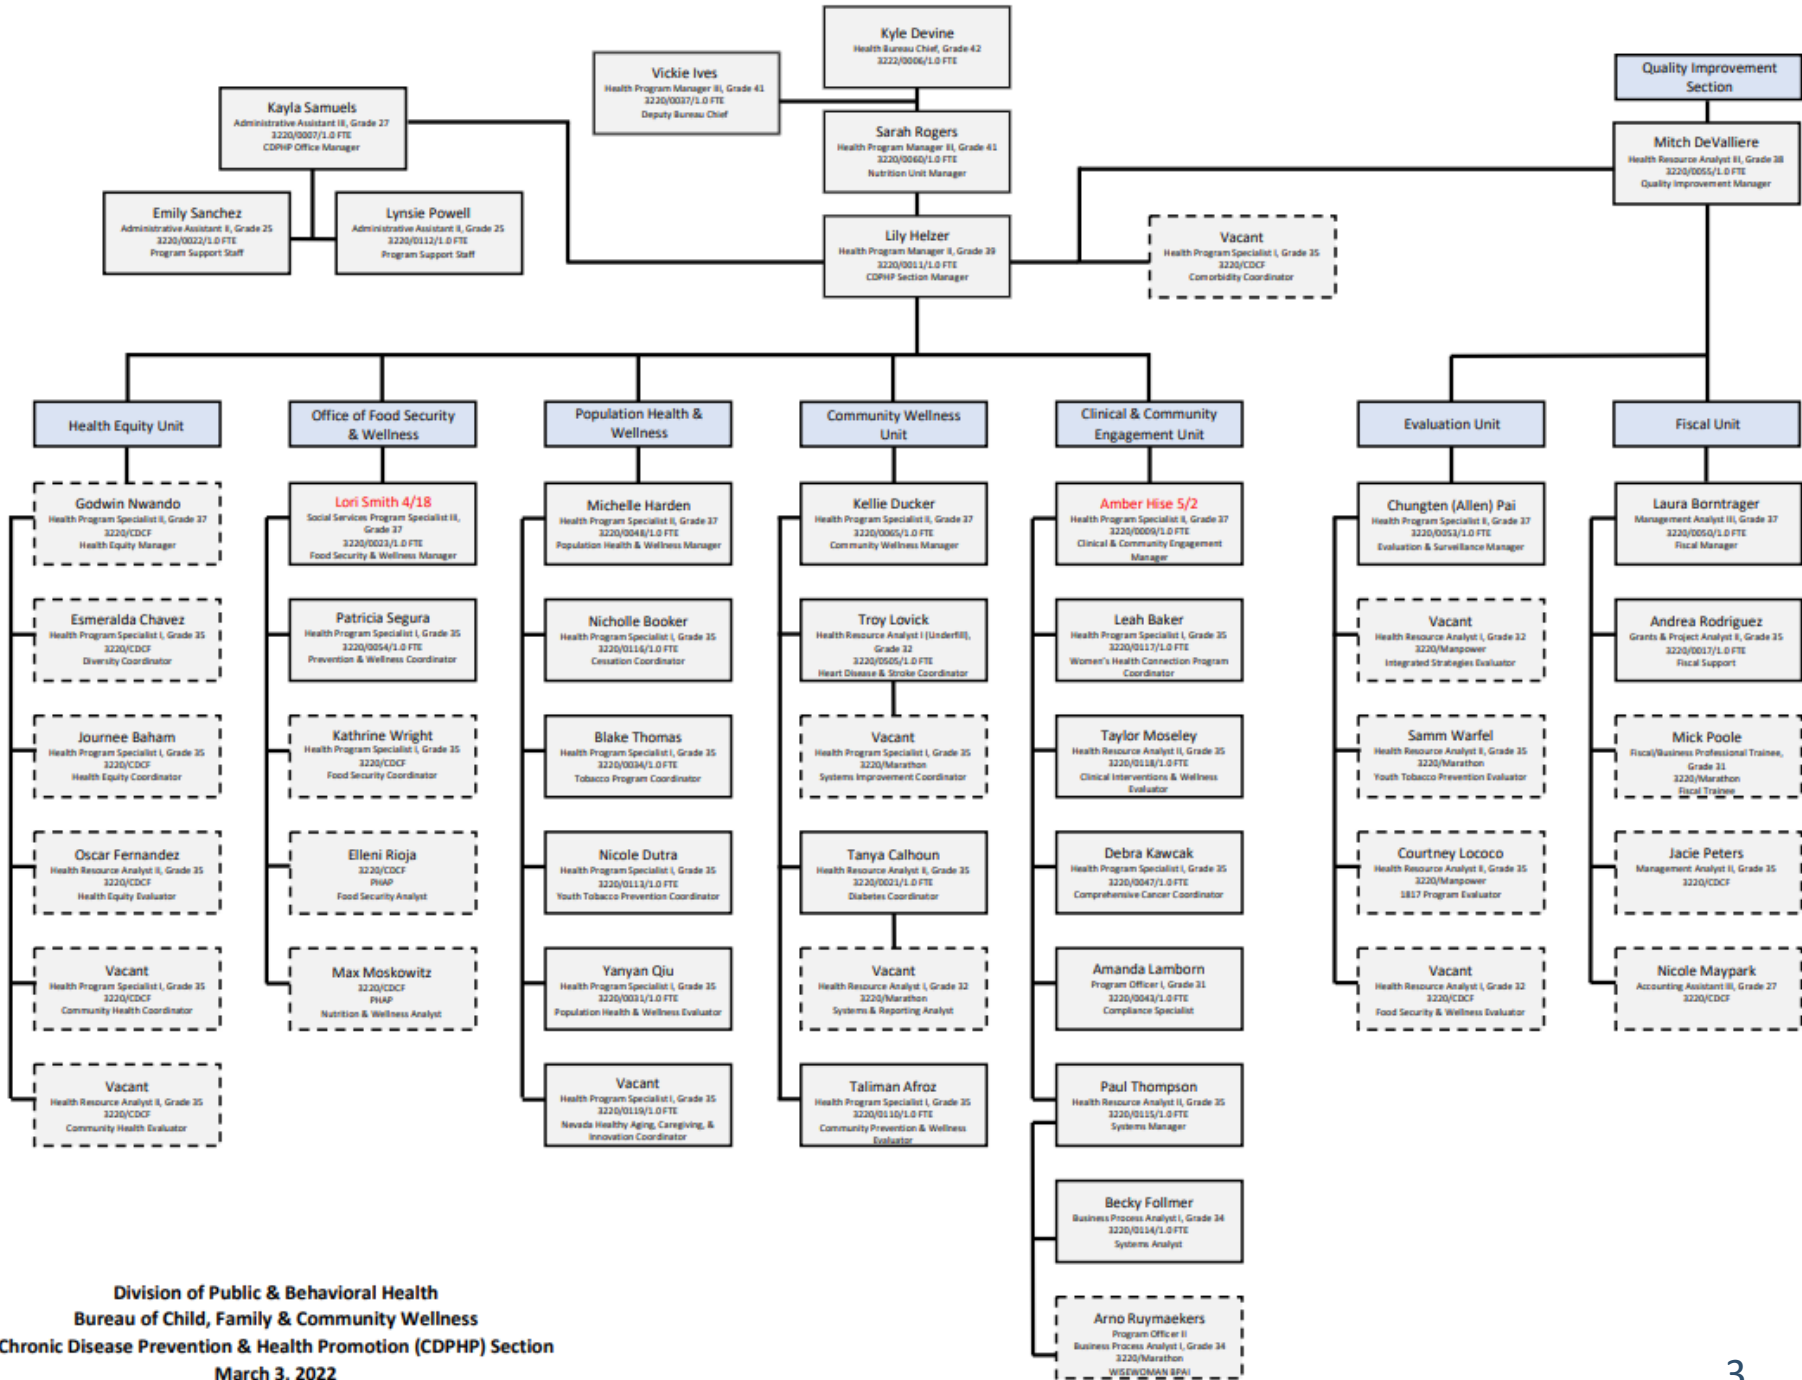 Kyle Devine
Health Bureau Chief, Grade 42
3222/0006/1.0 FTE
Vickie Ives
Health Program Manager III, Grade 41
3220/0037/1.0 FTE
Deputy Bureau Chief
Quality Improvement
Section
Kayla Samuels
Administrative Assistant III, Grade 27
3220/0007/1.0 FTE
CDPHP Office Manager
Sarah Rogers
Health Program Manager III, Grade 41
3220/0060/1.0 FTE
Nutrition Unit Manager
Mitch DeValliere
Health Resource Analyst III, Grade 38
3220/0055/1.0 FTE
Quality Improvement Manager
Emily Sanchez
Administrative Assistant II, Grade 25
3220/0022/1.0 FTE
Program Support Staff
Lynsie Powell
Administrative Assistant II, Grade 25
3220/0112/1.0 FTE
Program Support Staff
Lily Helzer
Health Program Manager II, Grade 39
3220/0011/1.0 FTE
CDPHP Section Manager
Vacant
Health Program Specialist I, Grade 35
3220/CDCF
Comorbidity Coordinator
Health Equity Unit
Godwin Nwando
Health Program Specialist II, Grade 37
3220/CDCF
Health Equity Manager
Esmeralda Chavez
Health Program Specialist I, Grade 35
3220/CDCF
Diversity Coordinator
Journee Baham
Health Program Specialist I, Grade 35
3220/CDCF
Health Equity Coordinator
Oscar Fernandez
Health Resource Analyst II, Grade 35
3220/CDCF
Health Equity Evaluator
Vacant
Health Program Specialist I, Grade 35
3220/CDCF
Community Health Coordinator
Vacant
Health Resource Analyst II, Grade 35
3220/CDCF
Community Health Evaluator
Office of Food Security
& Wellness
Lori Smith 4/18
Social Services Program Specialist III,
Grade 37
3220/0023/1.0 FTE
Food Security & Wellness Manager
Patricia Segura
Health Program Specialist I, Grade 35
3220/0054/1.0 FTE
Prevention & Wellness Coordinator
Kathrine Wright
Health Program Specialist I, Grade 35
3220/CDCF
Food Security Coordinator
Elleni Rioja
3220/CDCF
PHAP
Food Security Analyst
Max Moskowitz
3220/CDCF
PHAP
Nutrition & Wellness Analyst
Population Health &
Wellness
Michelle Harden
Health Program Specialist II, Grade 37
3220/0048/1.0 FTE
Population Health & Wellness Manager
Nicholle Booker
Health Program Specialist I, Grade 35
3220/0116/1.0 FTE
Cessation Coordinator
Blake Thomas
Health Program Specialist I, Grade 35
3220/0034/1.0 FTE
Tobacco Program Coordinator
Nicole Dutra
Health Program Specialist I, Grade 35
3220/0113/1.0 FTE
Youth Tobacco Prevention Coordinator
Yanyan Qiu
Health Program Specialist I, Grade 35
3220/0031/1.0 FTE
Population Health & Wellness Evaluator
Vacant
Health Program Specialist I, Grade 35
3220/0119/1.0 FTE
Nevada Healthy Aging, Caregiving, &
Innovation Coordinator
Community Wellness
Unit
Kellie Ducker
Health Program Specialist II, Grade 37
3220/0065/1.0 FTE
Community Wellness Manager
Troy Lovick
Health Resource Analyst I (Underfill),
Grade 32
3220/0505/1.0 FTE
Heart Disease & Stroke Coordinator
Vacant
Health Program Specialist I, Grade 35
3220/Marathon
Systems Improvement Coordinator
Tanya Calhoun
Health Resource Analyst II, Grade 35
3220/0021/1.0 FTE
Diabetes Coordinator
Vacant
Health Resource Analyst I, Grade 32
3220/Marathon
Systems & Reporting Analyst
Taliman Afroz
Health Program Specialist I, Grade 35
3220/0110/1.0 FTE
Community Prevention & Wellness
Evaluator
Clinical & Community
Engagement Unit
Amber Hise 5/2
Health Program Specialist II, Grade 37
3220/0009/1.0 FTE
Clinical & Community Engagement
Manager
Leah Baker
Health Program Specialist I, Grade 35
3220/0117/1.0 FTE
Women's Health Connection Program
Coordinator
Taylor Moseley
Health Resource Analyst II, Grade 35
3220/0118/1.0 FTE
Clinical Interventions & Wellness
Evaluator
Debra Kawcak
Health Program Specialist I, Grade 35
3220/0047/1.0 FTE
Comprehensive Cancer Coordinator
Amanda Lamborn
Program Officer I, Grade 31
3220/0043/1.0 FTE
Compliance Specialist
Paul Thompson
Health Resource Analyst II, Grade 35
3220/0115/1.0 FTE
Systems Manager
Becky Follmer
Business Process Analyst I, Grade 34
3220/0114/1.0 FTE
Systems Analyst
Arno Ruymaekers
Program Officer II
Business Process Analyst I, Grade 34
3220/Marathon
WISEWOMAN BPAI
Evaluation Unit
Chungten (Allen) Pai
Health Program Specialist II, Grade 37
3220/0053/1.0 FTE
Evaluation & Surveillance Manager
Vacant
Health Resource Analyst I, Grade 32
3220/Manpower
Integrated Strategies Evaluator
Samm Warfel
Health Resource Analyst II, Grade 35
3220/Marathon
Youth Tobacco Prevention Evaluator
Courtney Lococo
Health Resource Analyst II, Grade 35
3220/Manpower
1817 Program Evaluator
Vacant
Health Resource Analyst I, Grade 32
3220/CDCF
Food Security & Wellness Evaluator
Fiscal Unit
Laura Borntrager
Management Analyst III, Grade 37
3220/0050/1.0 FTE
Fiscal Manager
Andrea Rodriguez
Grants & Project Analyst II, Grade 35
3220/0017/1.0 FTE
Fiscal Support
Mick Poole
Fiscal/Business Professional Trainee,
Grade 31
3220/Marathon
Fiscal Trainee
Jacie Peters
Management Analyst II, Grade 35
3220/CDCF
Nicole Maypark
Accounting Assistant III, Grade 27
3220/CDCF
Division of Public & Behavioral Health
Bureau of Child, Family & Community Wellness
Chronic Disease Prevention & Health Promotion (CDPHP) Section
March 3, 2022
3